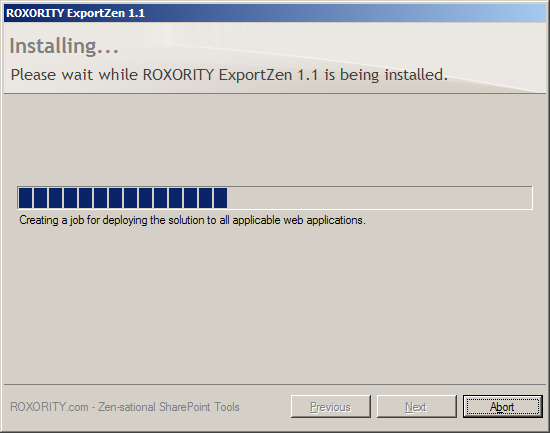 ROXORITY ExportZen 1.1
Installing...
Please wait while ROXORITY ExportZen 1.1 is being installed.
Creating a job for deploying the solution to all applicable web applications.
ROXORITY.com - Zen-sational SharePoint Tools
Previous
Next
Abort